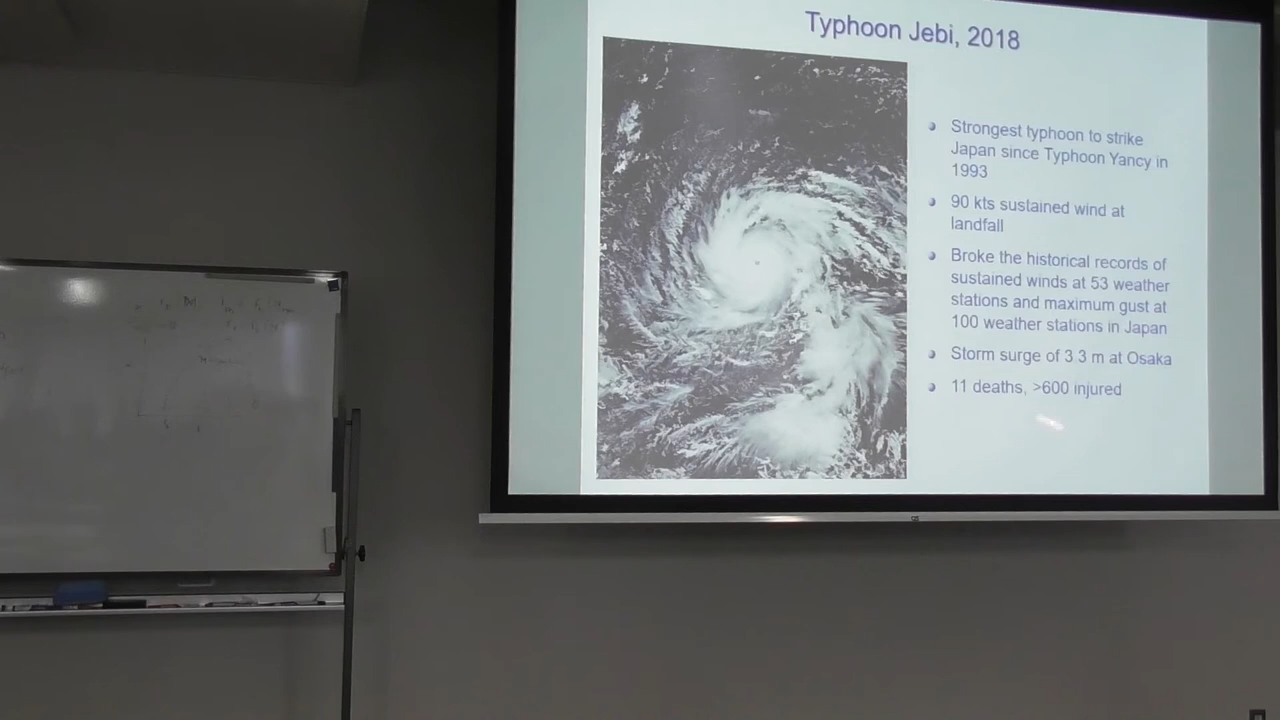 Typhoon Jebi, 2018
Strongest typhoon to strike
Japan since Typhoon Yancy in
1993
90 kts sustained wind at
landfall
Broke the historical records of
sustained winds at 53 weather
stations and maximum gust at
100 weather stations in Japan
Storm surge of 3.3 m at Osaka
11 deaths, >600 injured